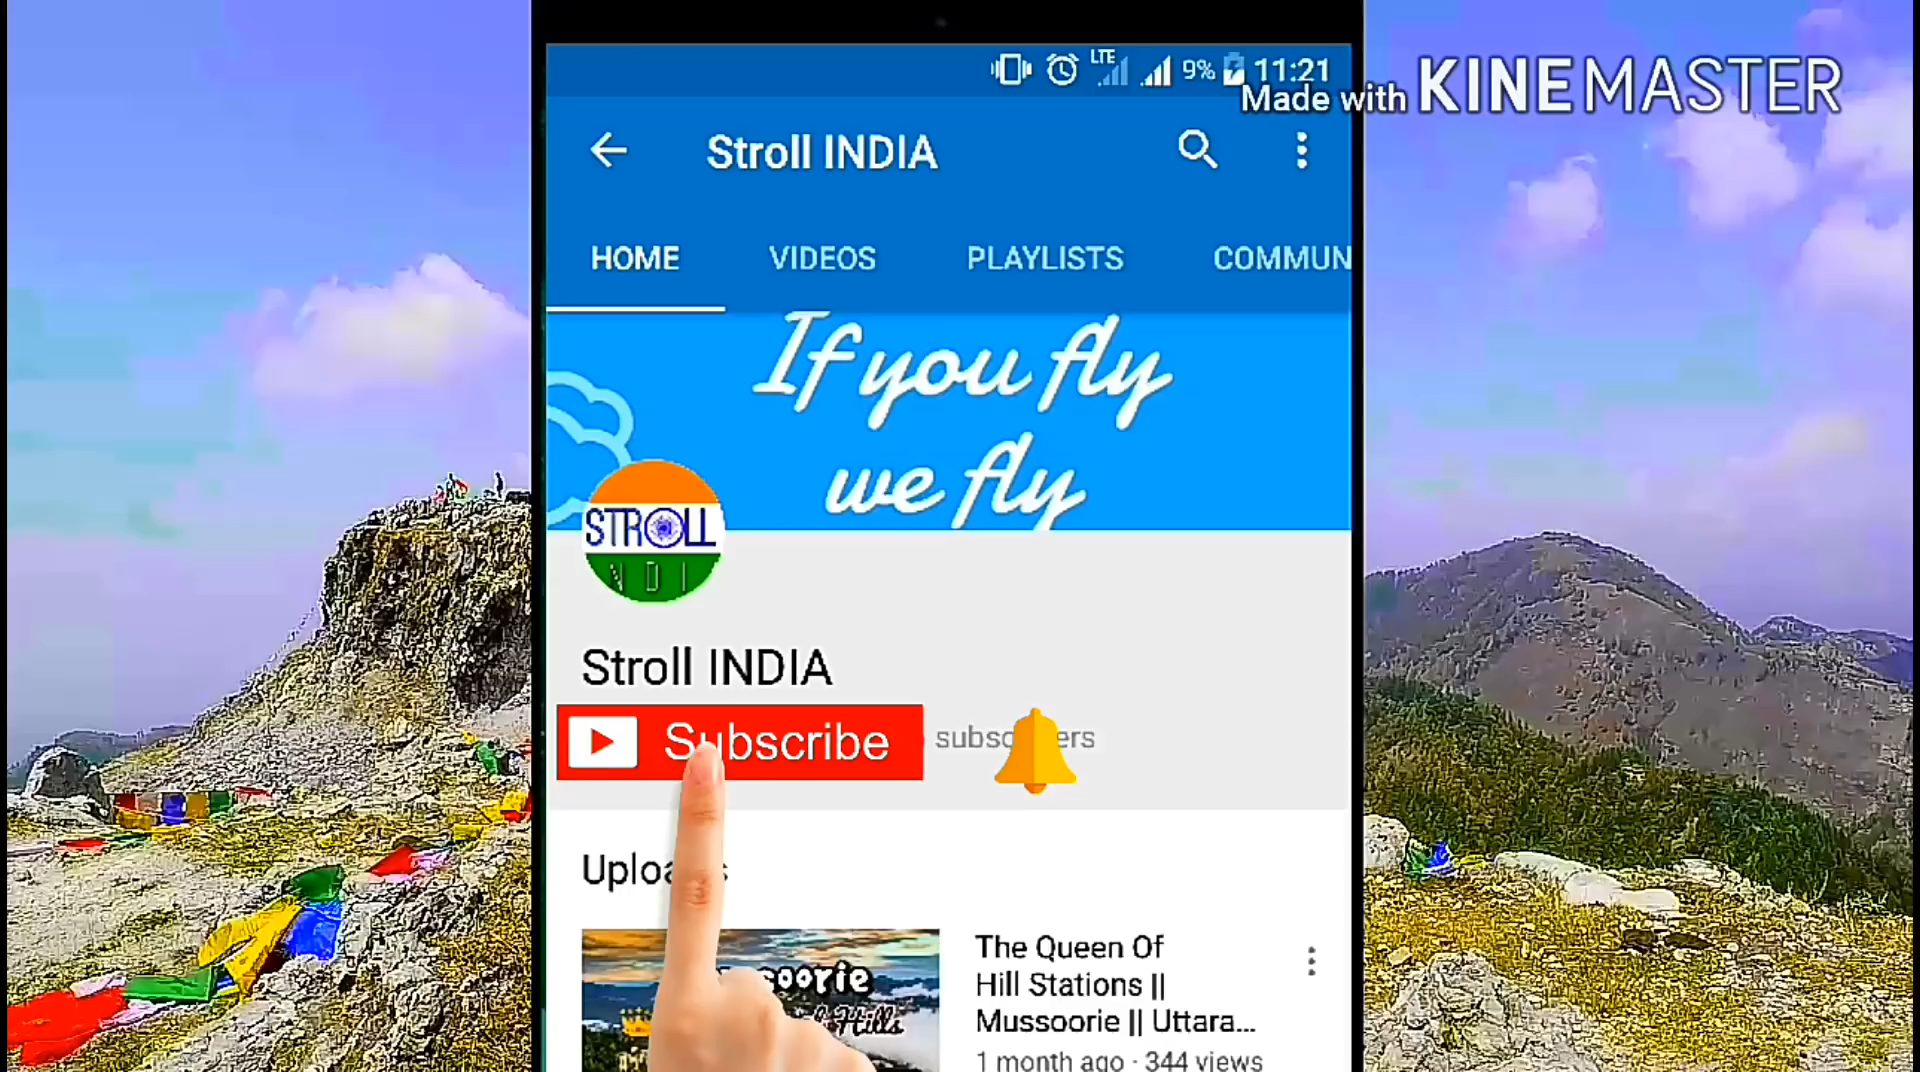 LTE 9% 11:21
Made with KINEMASTER
Stroll INDIA
HOME VIDEOS PLAYLISTS COMMUN
If you fly
we fly
STROLL
N D I
Stroll INDIA
Subscribe
The Queen Of
Hill Stations ||
Mussoorie || Uttara...
1 month ago · 344 views